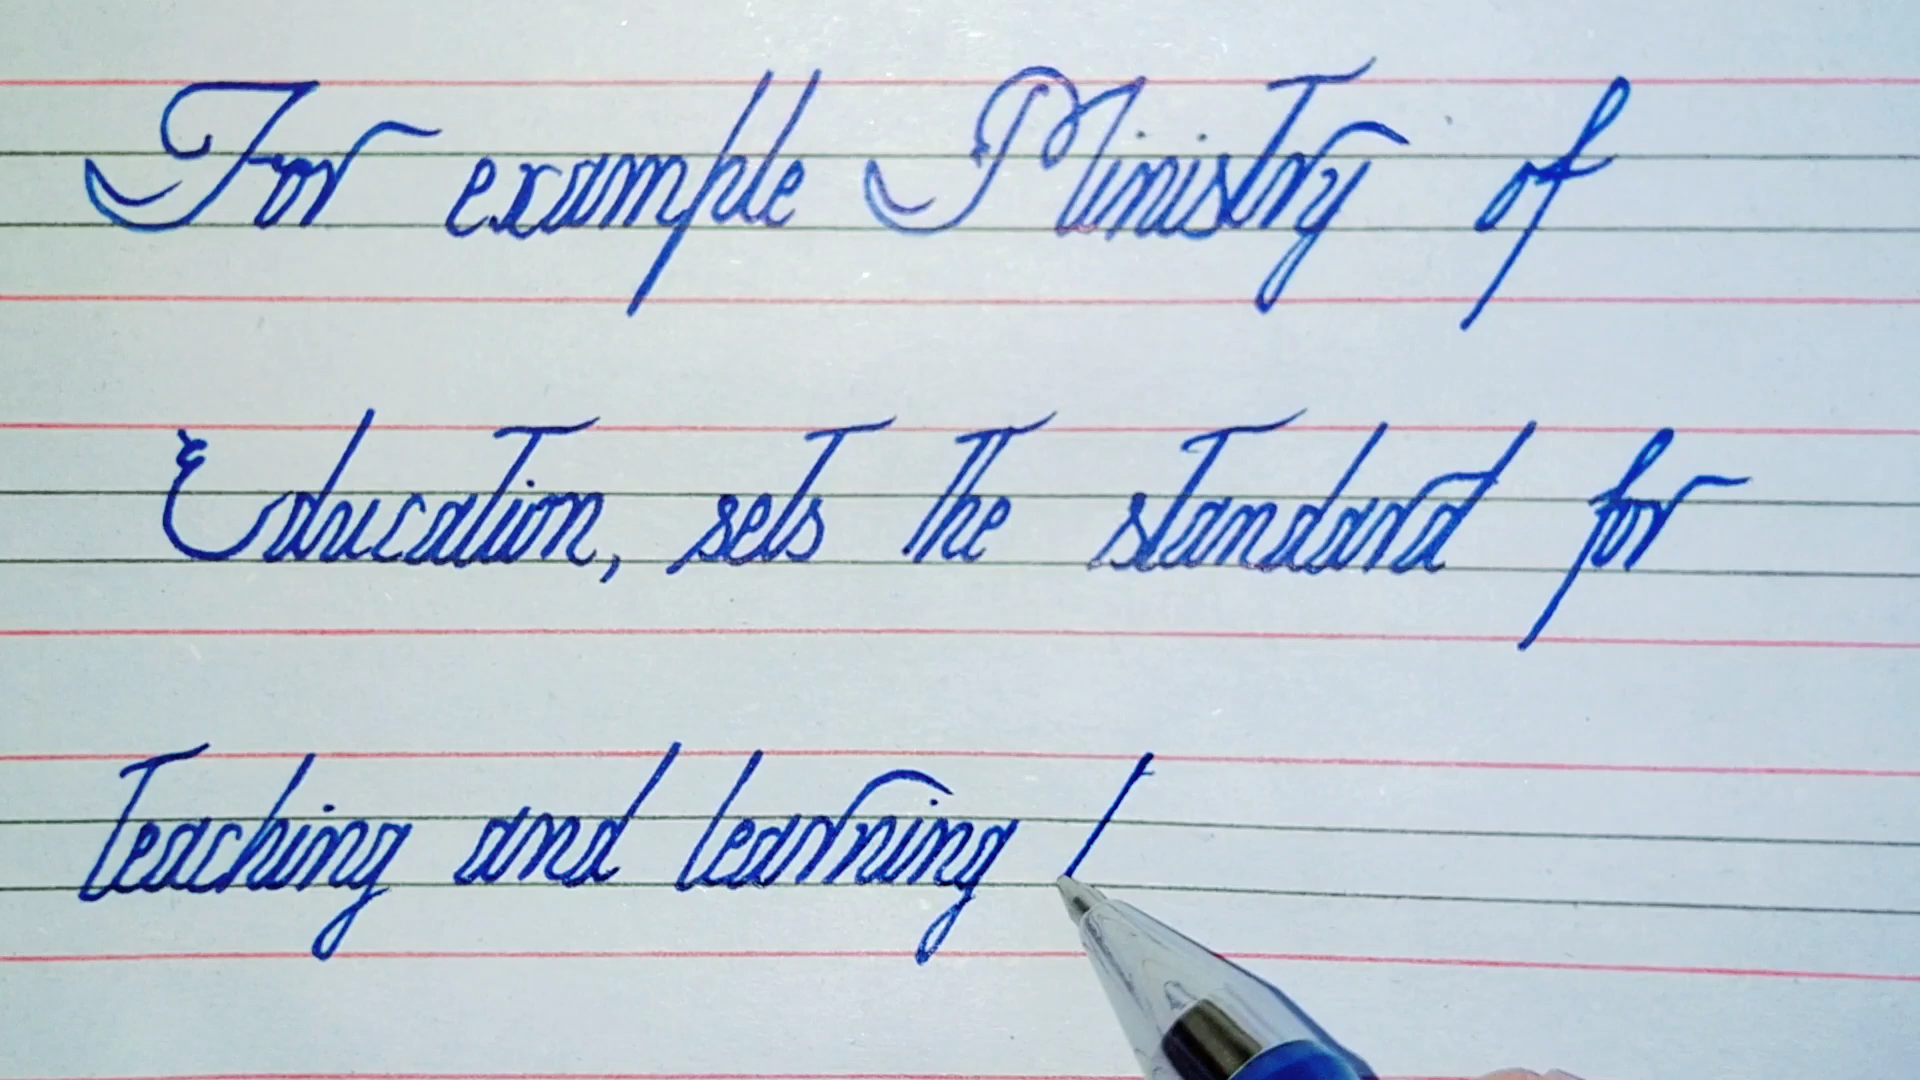 For example Ministry of
Education, sets the standard for
teaching and learning